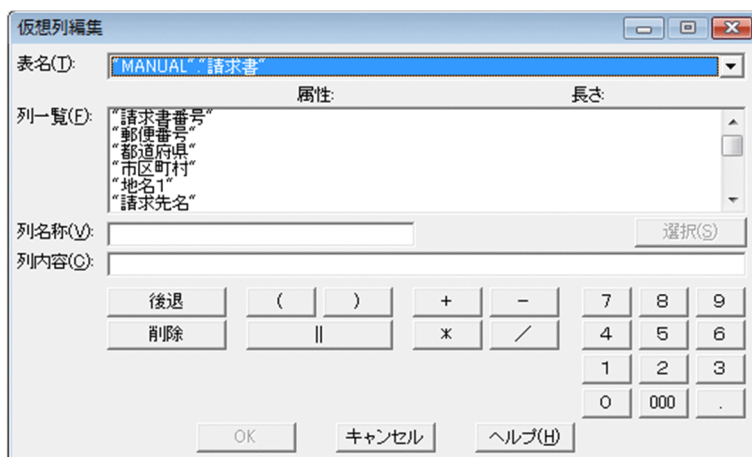 仮想列編集
表名(T): "MANUAL"."請求書"
属性: 長さ:
列一覧(F): "請求書番号"
"郵便番号"
"都道府県"
"市区町村"
"地名1"
"請求先名"
列名称(V): 選択(S)
列内容(C):
後退 ( ) + - 7 8 9
削除 || * / 4 5 6
1 2 3
0 000 .
OK キャンセル ヘルプ(H)